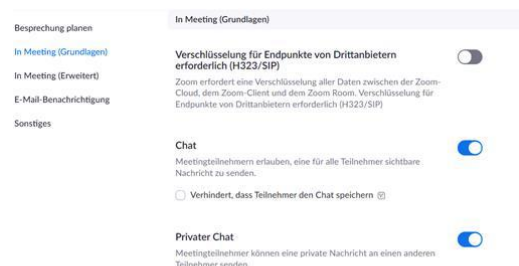 Besprechung planen
In Meeting (Grundlagen)
In Meeting (Erweitert)
E-Mail-Benachrichtigung
Sonstiges
In Meeting (Grundlagen)
Verschlüsselung für Endpunkte von Drittanbietern
erforderlich (H323/SIP)
Zoom erfordert eine Verschlüsselung aller Daten zwischen der Zoom-
Cloud, dem Zoom-Client und dem Zoom Room. Verschlüsselung für
Endpunkte von Drittanbietern erforderlich (H323/SIP)
Chat
Meetingteilnehmern erlauben, eine für alle Teilnehmer sichtbare
Nachricht zu senden.
Verhindert, dass Teilnehmer den Chat speichern
Privater Chat
Meetingteilnehmer können eine private Nachricht an einen anderen
Teilnehmer senden.